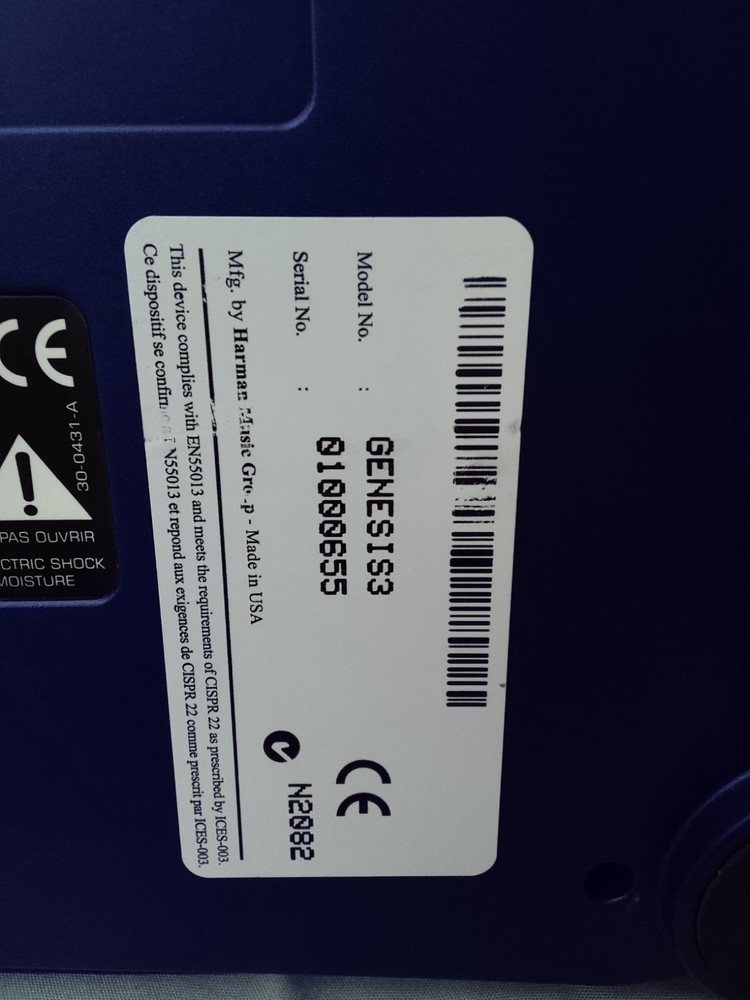 Model No. : GENESIS3
Serial No. : 01000655
CE
N2082
Mfg. by Harman Music Group - Made in USA
This device complies with EN55013 and meets the requirements of CISPR 22 as prescribed by ICES-003.
Ce dispositif se confin N55013 et repond aux exigences de CISPR 22 comme prescrit par ICES-003.
CE
30-0431-A
PAS OUVRIR
CTRIC SHOCK
MOISTURE